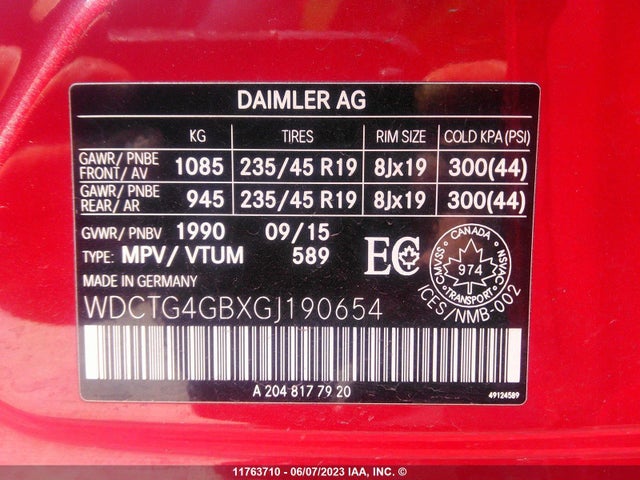 DAIMLER AG
KG TIRES RIM SIZE COLD KPA (PSI)
GAWR/ PNBE
FRONT/ AV 1085 235/45 R19 8Jx19 300(44)
GAWR/ PNBE
REAR/ AR 945 235/45 R19 8Jx19 300(44)
GVWR/ PNBV 1990 09/15
TYPE: MPV/ VTUM 589
EC
CANADA
CMVSS NSVAC
974
TRANSPORT
ICES/NMB-002
MADE IN GERMANY
WDCTG4GBXGJ190654
A 204 817 79 20
49124589
11763710 - 06/07/2023 IAA, INC. ©